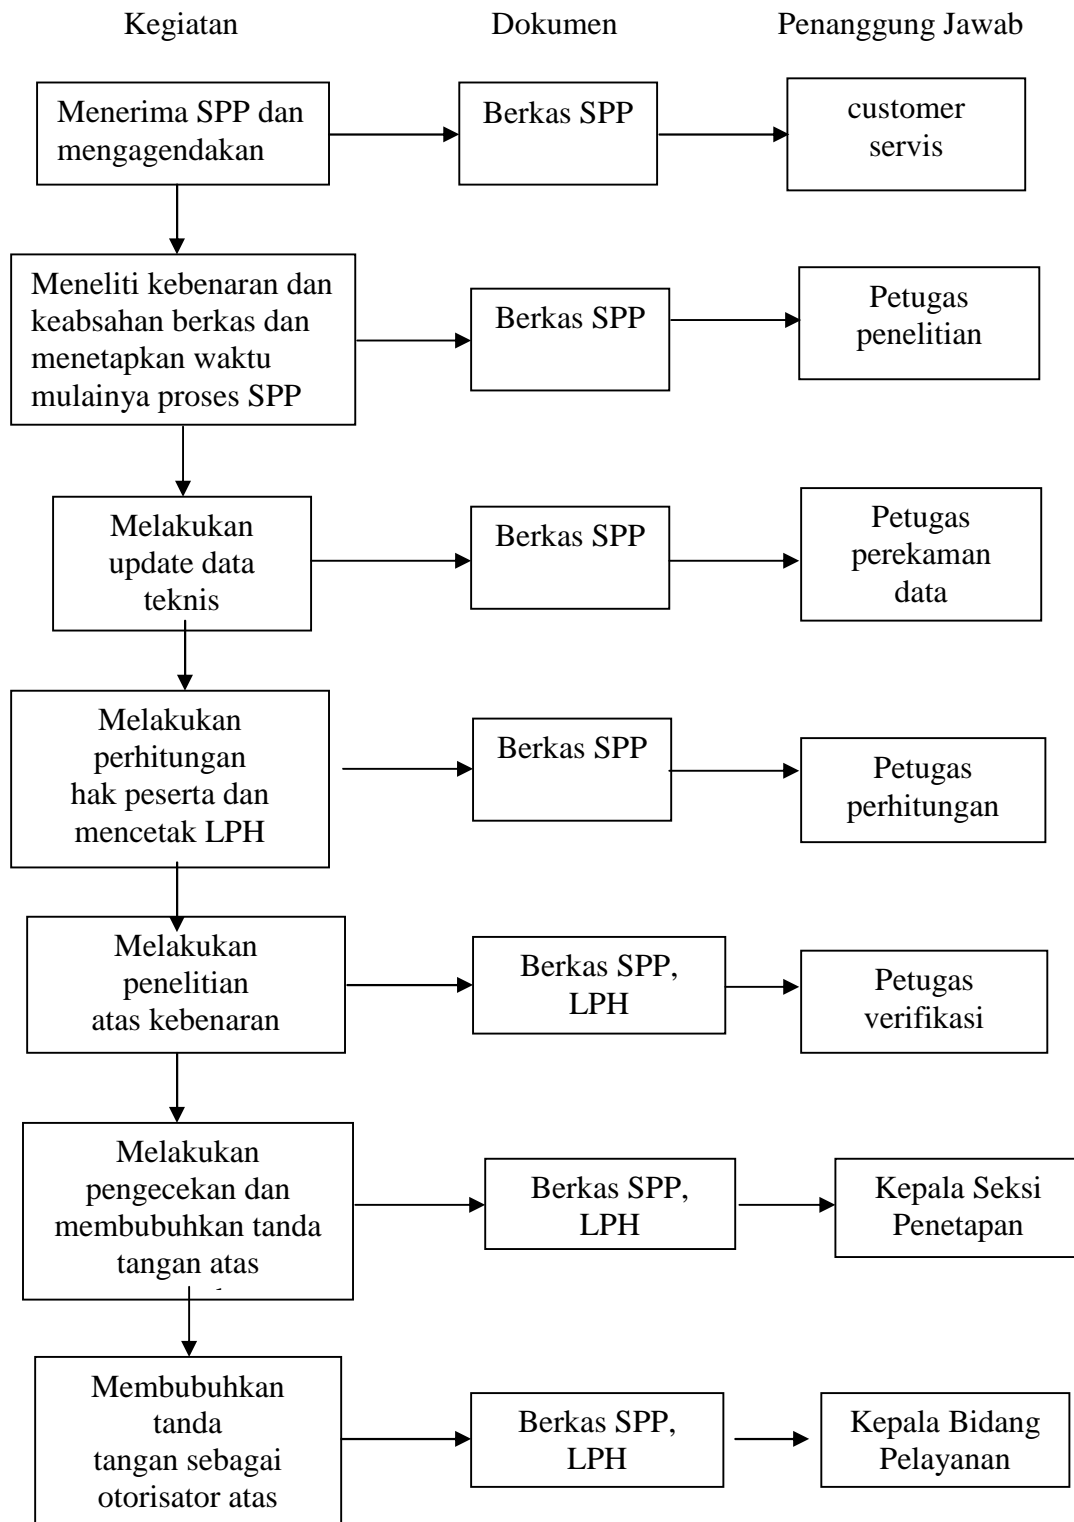 Kegiatan Dokumen Penanggung Jawab
Menerima SPP dan
mengagendakan
Berkas SPP
customer
servis
Meneliti kebenaran dan
keabsahan berkas dan
menetapkan waktu
mulainya proses SPP
Berkas SPP
Petugas
penelitian
Melakukan
update data
teknis
Berkas SPP
Petugas
perekaman
data
Melakukan
perhitungan
hak peserta dan
mencetak LPH
Berkas SPP
Petugas
perhitungan
Melakukan
penelitian
atas kebenaran
Berkas SPP,
LPH
Petugas
verifikasi
Melakukan
pengecekan dan
membubuhkan tanda
tangan atas
Berkas SPP,
LPH
Kepala Seksi
Penetapan
Membubuhkan
tanda
tangan sebagai
otorisator atas
Berkas SPP,
LPH
Kepala Bidang
Pelayanan